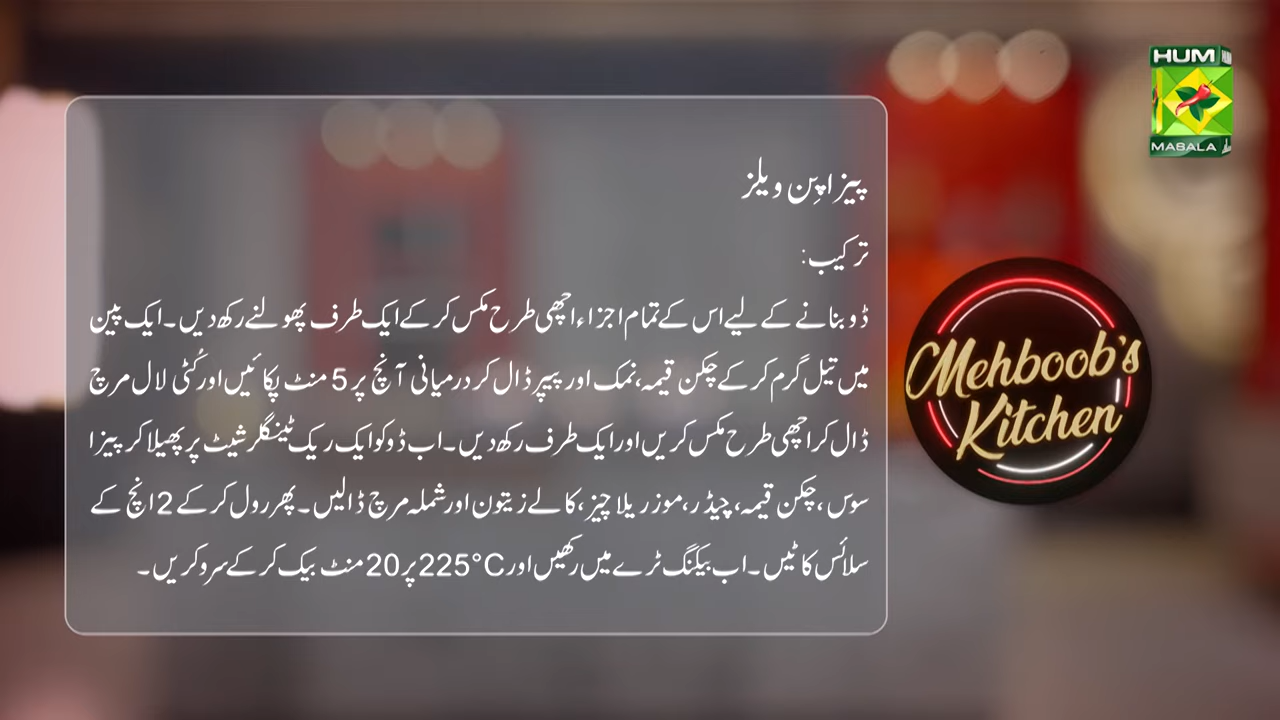 پیزا پِن ویلز
ترکیب:
ڈو بنانے کے لیے اس کے تمام اجزاء اچھی طرح مکس کر کے ایک طرف پھولنے رکھ دیں۔ ایک پین
میں تیل گرم کر کے چکن قیمہ، نمک اور پیپر ڈال کر درمیانی آنچ پر 5 منٹ پکائیں اور کُٹی لال مرچ
ڈال کر اچھی طرح مکس کریں اور ایک طرف رکھ دیں۔ اب ڈو کو ایک ریک ٹینگلر شیٹ پر پھیلا کر پیزا
سوس، چکن قیمہ، چیڈر، موزریلا چیز، کالے زیتون اور شملہ مرچ ڈالیں۔ پھر رول کر کے 2 انچ کے
سلائس کاٹیں۔ اب بیکنگ ٹرے میں رکھیں اور 225°C پر 20 منٹ بیک کر کے سرو کریں۔
HUM
MASALA
Mehboob's
Kitchen